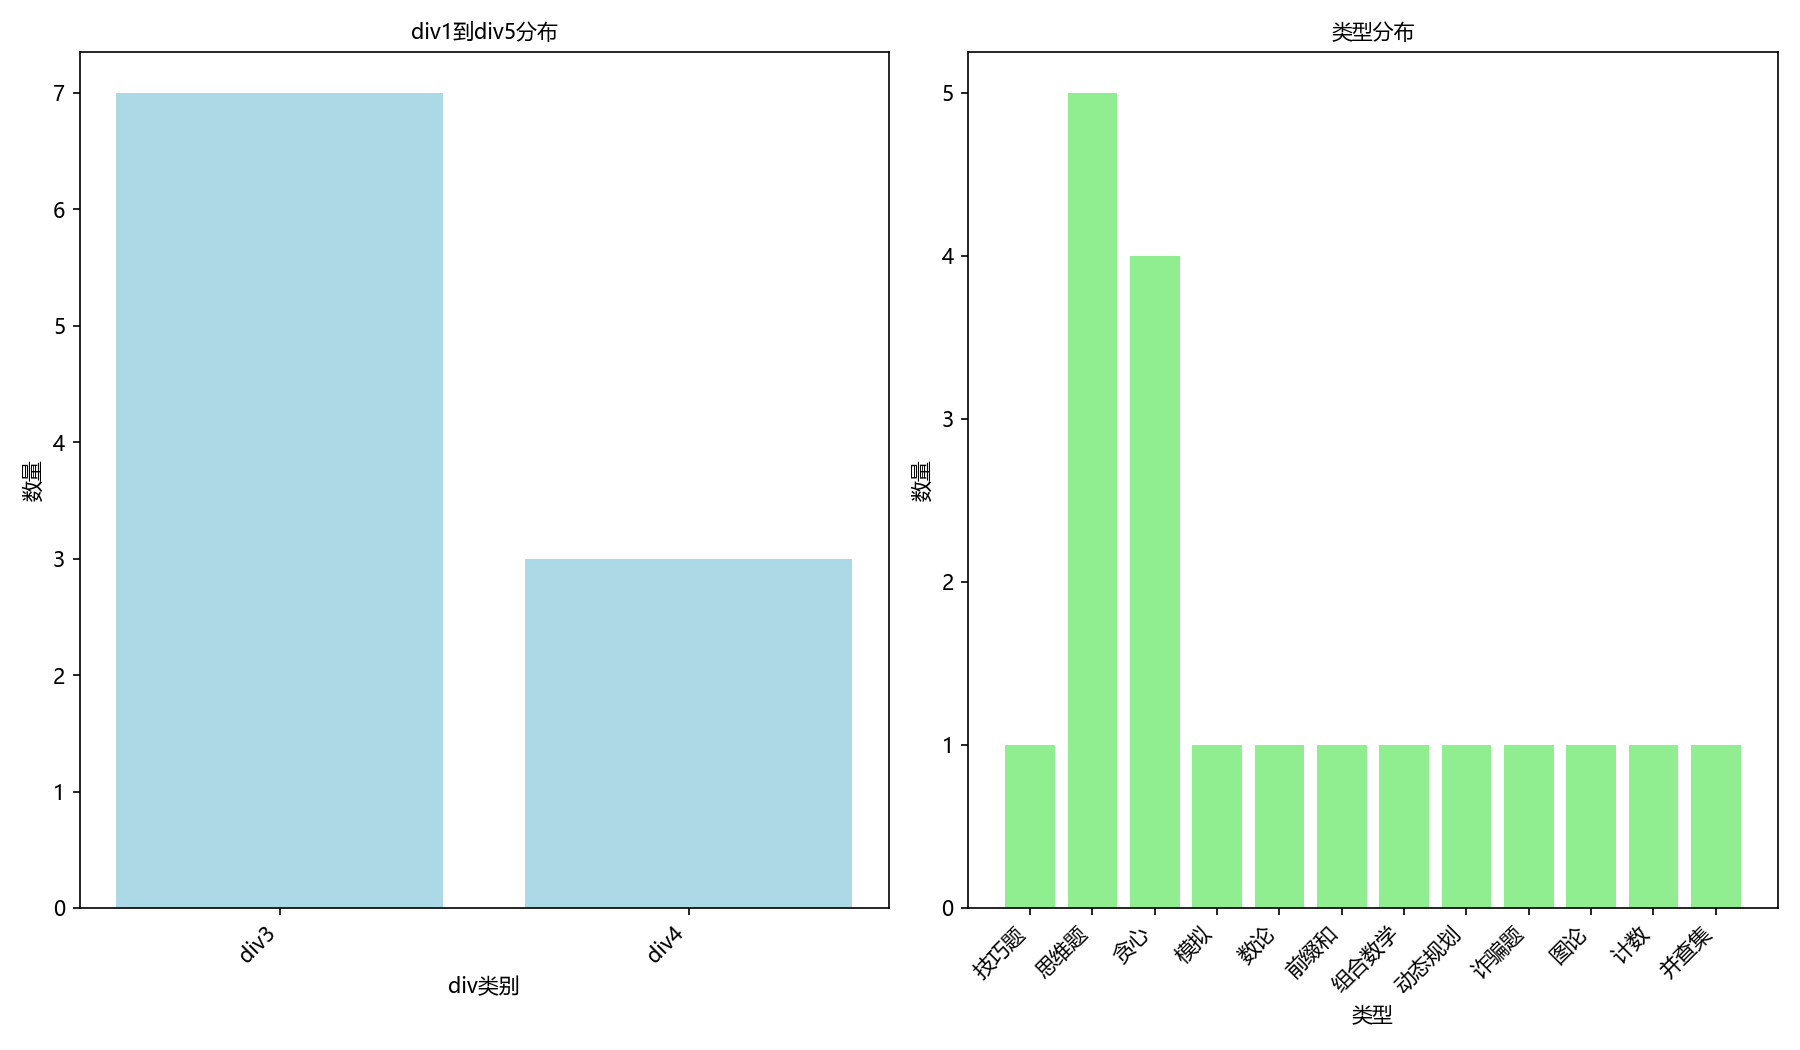 div1到div5分布
7
6
5
4
3
2
1
0
数量
div3
div4
div类别
类型分布
5
4
3
2
1
0
数量
技巧题
思维题
贪心
模拟
数论
前缀和
组合数学
动态规划
诈骗题
图论
计数
并查集
类型